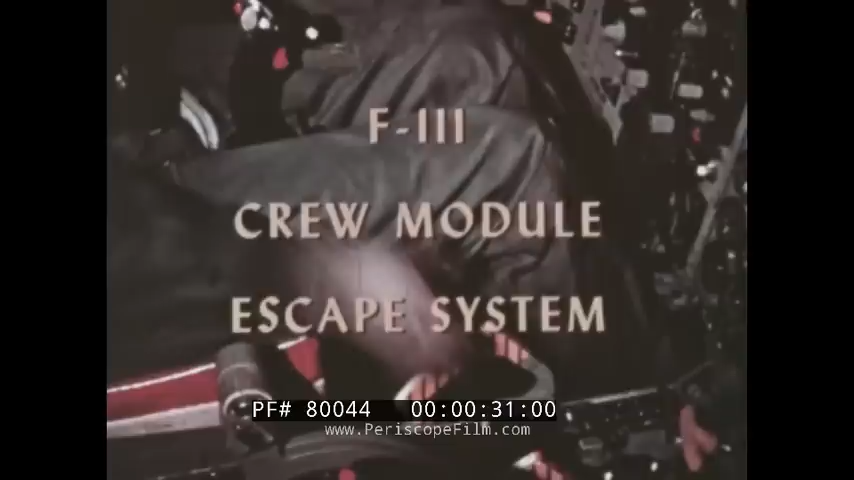 F-111
CREW MODULE
ESCAPE SYSTEM
PF# 80044 00:00:31:00
www.PeriscopeFilm.com